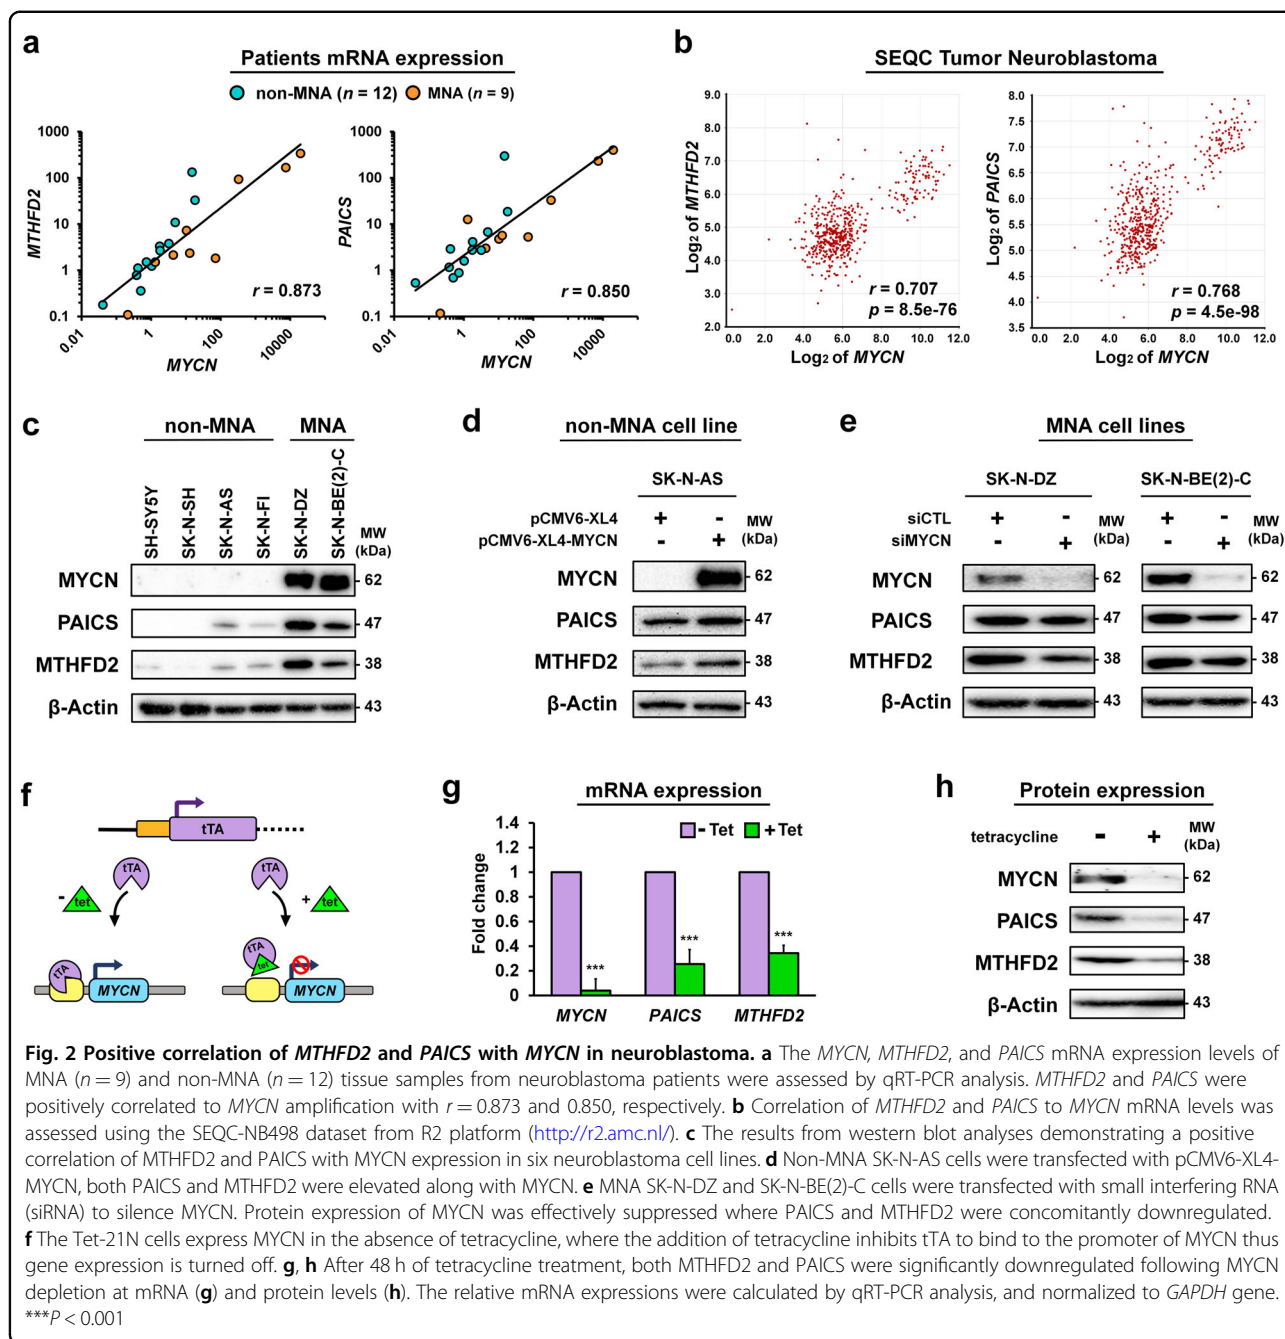 a
Patients mRNA expression
non-MNA (n = 12) MNA (n = 9)
MTHFD2
1000
100
10
1
0.1
0.01
1
100
10000
MYCN
r = 0.873
PAICS
1000
100
10
1
0.1
0.01
1
100
10000
MYCN
r = 0.850
b
SEQC Tumor Neuroblastoma
Log2 of MTHFD2
9.0
8.0
7.0
6.0
5.0
4.0
3.0
2.0
0.0 2.0 4.0 6.0 8.0 10.0 12.0
Log2 of MYCN
r = 0.707
p = 8.5e-76
Log2 of PAICS
8.0
7.5
7.0
6.5
6.0
5.5
5.0
4.5
4.0
3.5
0.0 2.0 4.0 6.0 8.0 10.0 12.0
Log2 of MYCN
r = 0.768
p = 4.5e-98
c
non-MNA MNA
SH-SY5Y
SK-N-SH
SK-N-AS
SK-N-FI
SK-N-DZ
SK-N-BE(2)-C
MW
(kDa)
MYCN 62
PAICS 47
MTHFD2 38
β-Actin 43
d
non-MNA cell line
SK-N-AS
pCMV6-XL4 + -
pCMV6-XL4-MYCN - +
MW
(kDa)
MYCN 62
PAICS 47
MTHFD2 38
β-Actin 43
e
MNA cell lines
SK-N-DZ SK-N-BE(2)-C
siCTL + - MW + - MW
siMYCN - + (kDa) - + (kDa)
MYCN 62 62
PAICS 47 47
MTHFD2 38 38
β-Actin 43 43
f
tTA
tTA tTA
- tet + tet
tTA tTA
tet
MYCN MYCN
g
mRNA expression
- Tet + Tet
Fold change
1.4
1.2
1
0.8
0.6
0.4
0.2
0
*** *** ***
MYCN PAICS MTHFD2
h
Protein expression
tetracycline - + MW
(kDa)
MYCN 62
PAICS 47
MTHFD2 38
β-Actin 43
Fig. 2 Positive correlation of MTHFD2 and PAICS with MYCN in neuroblastoma. a The MYCN, MTHFD2, and PAICS mRNA expression levels of
MNA (n = 9) and non-MNA (n = 12) tissue samples from neuroblastoma patients were assessed by qRT-PCR analysis. MTHFD2 and PAICS were
positively correlated to MYCN amplification with r = 0.873 and 0.850, respectively. b Correlation of MTHFD2 and PAICS to MYCN mRNA levels was
assessed using the SEQC-NB498 dataset from R2 platform (http://r2.amc.nl/). c The results from western blot analyses demonstrating a positive
correlation of MTHFD2 and PAICS with MYCN expression in six neuroblastoma cell lines. d Non-MNA SK-N-AS cells were transfected with pCMV6-XL4-
MYCN, both PAICS and MTHFD2 were elevated along with MYCN. e MNA SK-N-DZ and SK-N-BE(2)-C cells were transfected with small interfering RNA
(siRNA) to silence MYCN. Protein expression of MYCN was effectively suppressed where PAICS and MTHFD2 were concomitantly downregulated.
f The Tet-21N cells express MYCN in the absence of tetracycline, where the addition of tetracycline inhibits tTA to bind to the promoter of MYCN thus
gene expression is turned off. g, h After 48 h of tetracycline treatment, both MTHFD2 and PAICS were significantly downregulated following MYCN
depletion at mRNA (g) and protein levels (h). The relative mRNA expressions were calculated by qRT-PCR analysis, and normalized to GAPDH gene.
***P < 0.001